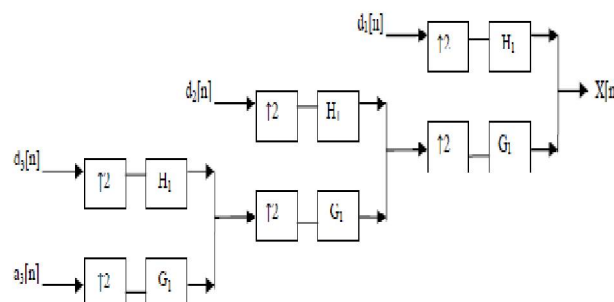 d₁[n]
↑2
H₁
X[n
d₂[n]
↑2
H₁
↑2
G₁
d₃[n]
↑2
H₁
↑2
G₁
a₃[n]
↑2
G₁